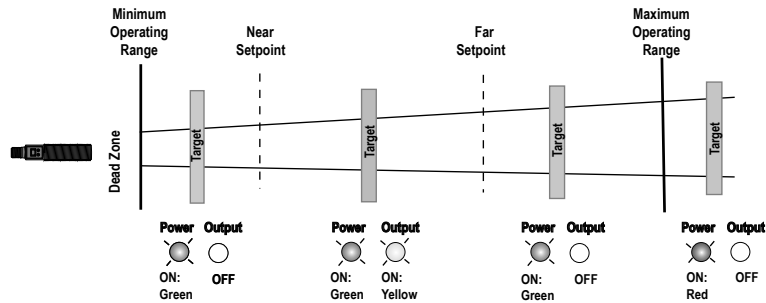 Minimum
Operating
Range
Near
Setpoint
Far
Setpoint
Maximum
Operating
Range
Dead Zone
Target
Target
Target
Target
Power Output
ON:
Green
OFF
Power Output
ON:
Green
ON:
Yellow
Power Output
ON:
Green
OFF
Power Output
ON:
Red
OFF